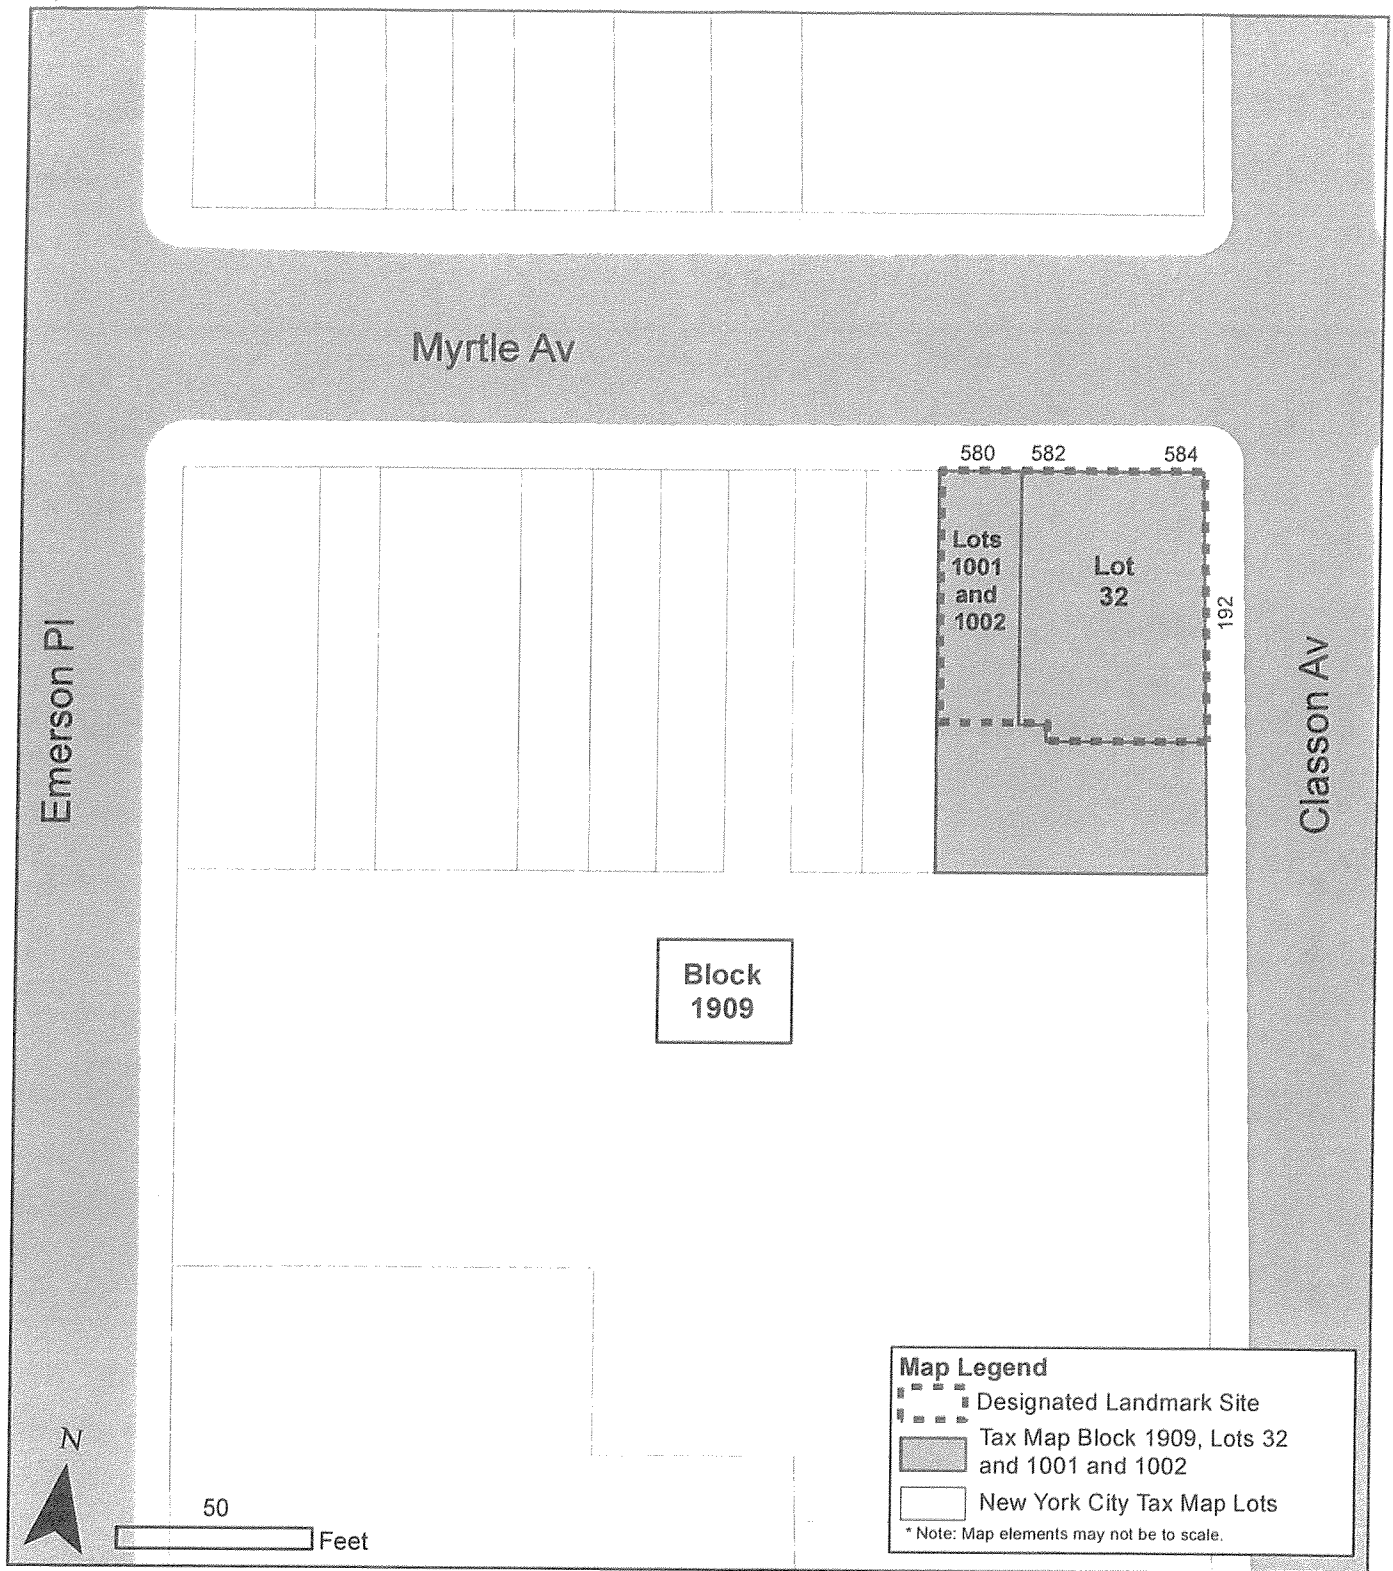 Myrtle Av
580 582 584
Lots
1001
and
1002
Lot
32
192
Emerson Pl
Classon Av
Block
1909
Map Legend
Designated Landmark Site
Tax Map Block 1909, Lots 32
and 1001 and 1002
New York City Tax Map Lots
* Note: Map elements may not be to scale.
N
50
Feet